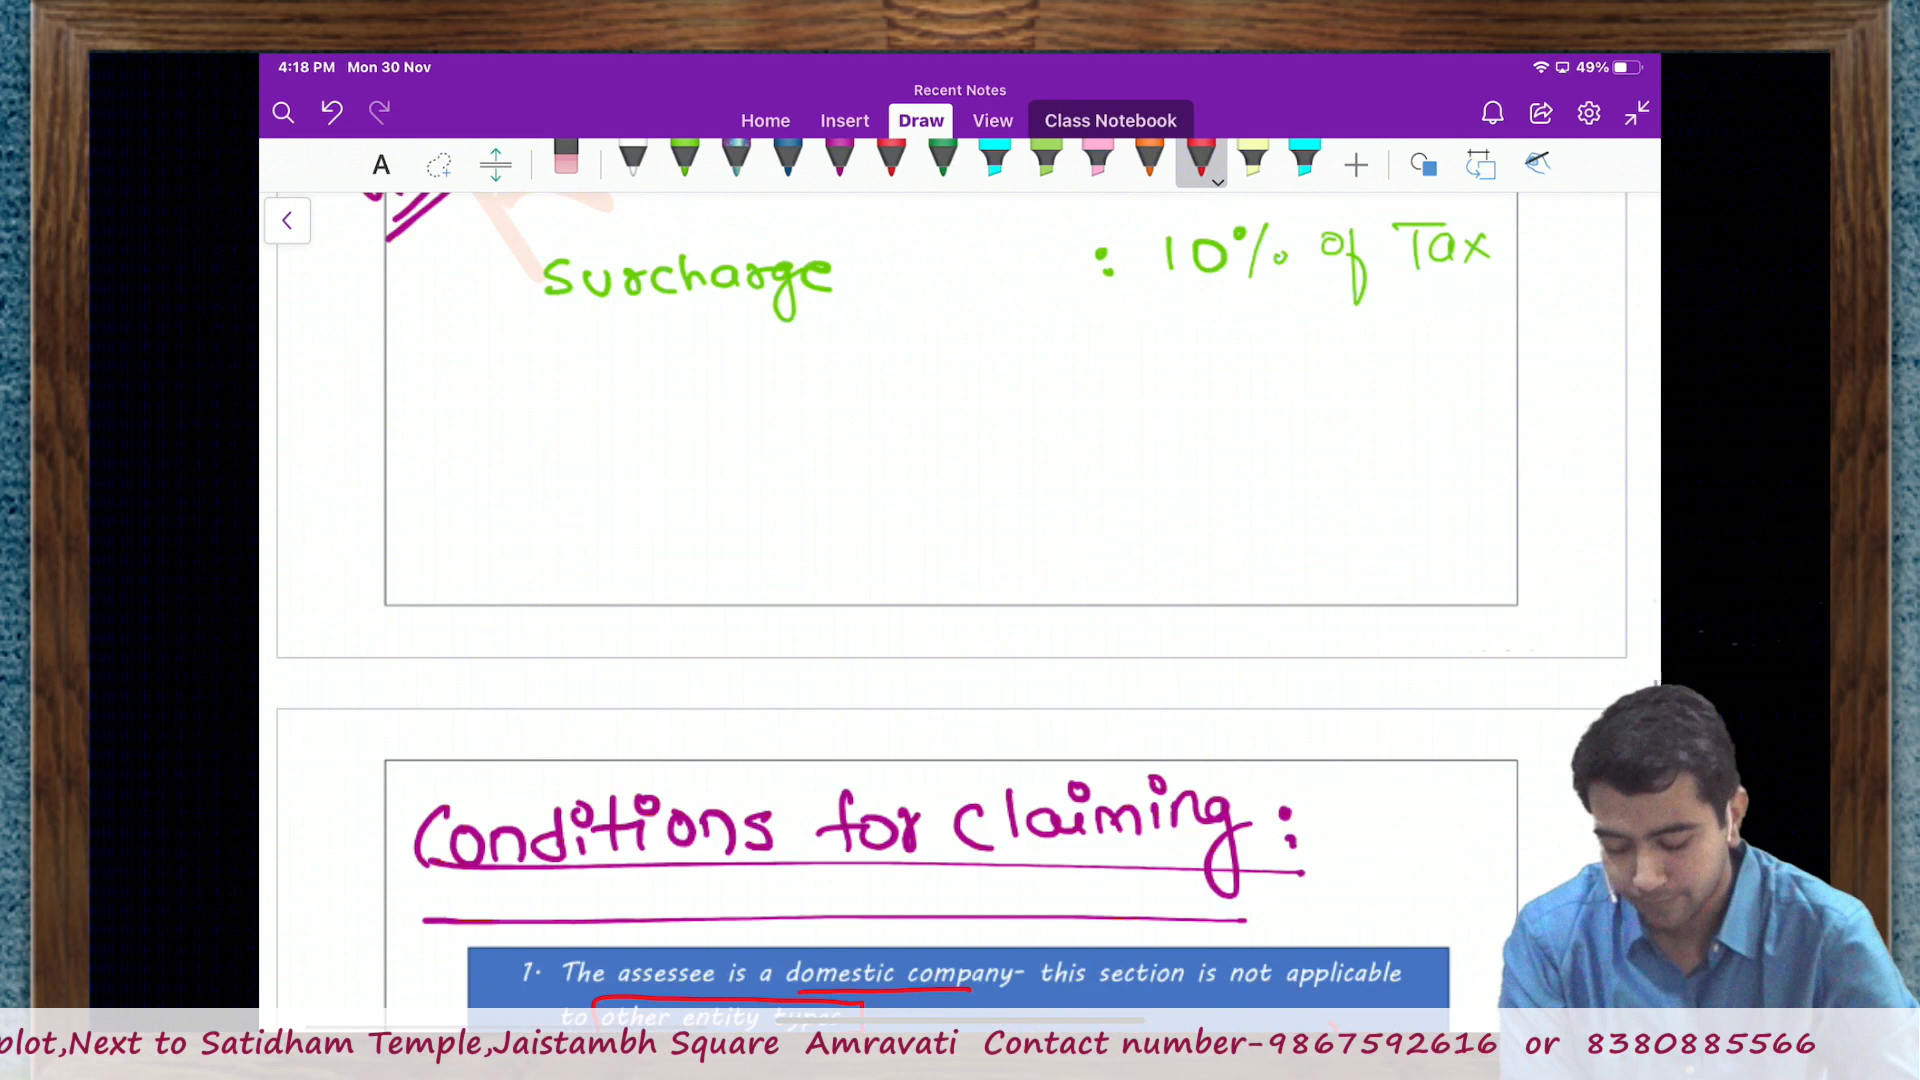 4:18 PM Mon 30 Nov
49%
Recent Notes
Home Insert Draw View Class Notebook
A
Surcharge : 10% of Tax
Conditions for claiming :
1. The assessee is a domestic company- this section is not applicable
to other entity types
plot,Next to Satidham Temple,Jaistambh Square Amravati Contact number-9867592616 or 8380885566